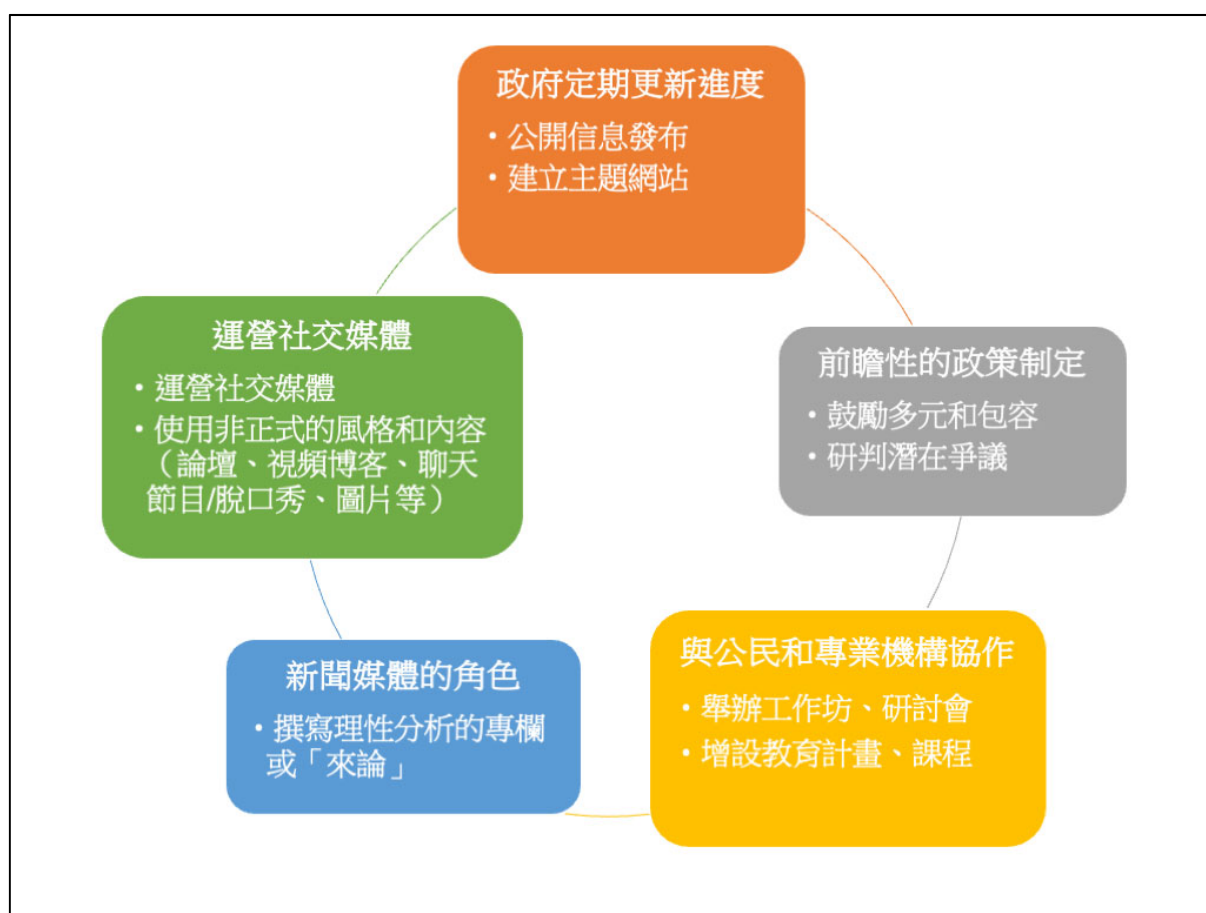 政府定期更新進度
•公開信息發布
•建立主題網站
前瞻性的政策制定
•鼓勵多元和包容
•研判潛在爭議
與公民和專業機構協作
•舉辦工作坊、研討會
•增設教育計畫、課程
新聞媒體的角色
•撰寫理性分析的專欄
或「來論」
運營社交媒體
•運營社交媒體
•使用非正式的風格和內容
（論壇、視頻博客、聊天
節目/脫口秀、圖片等）